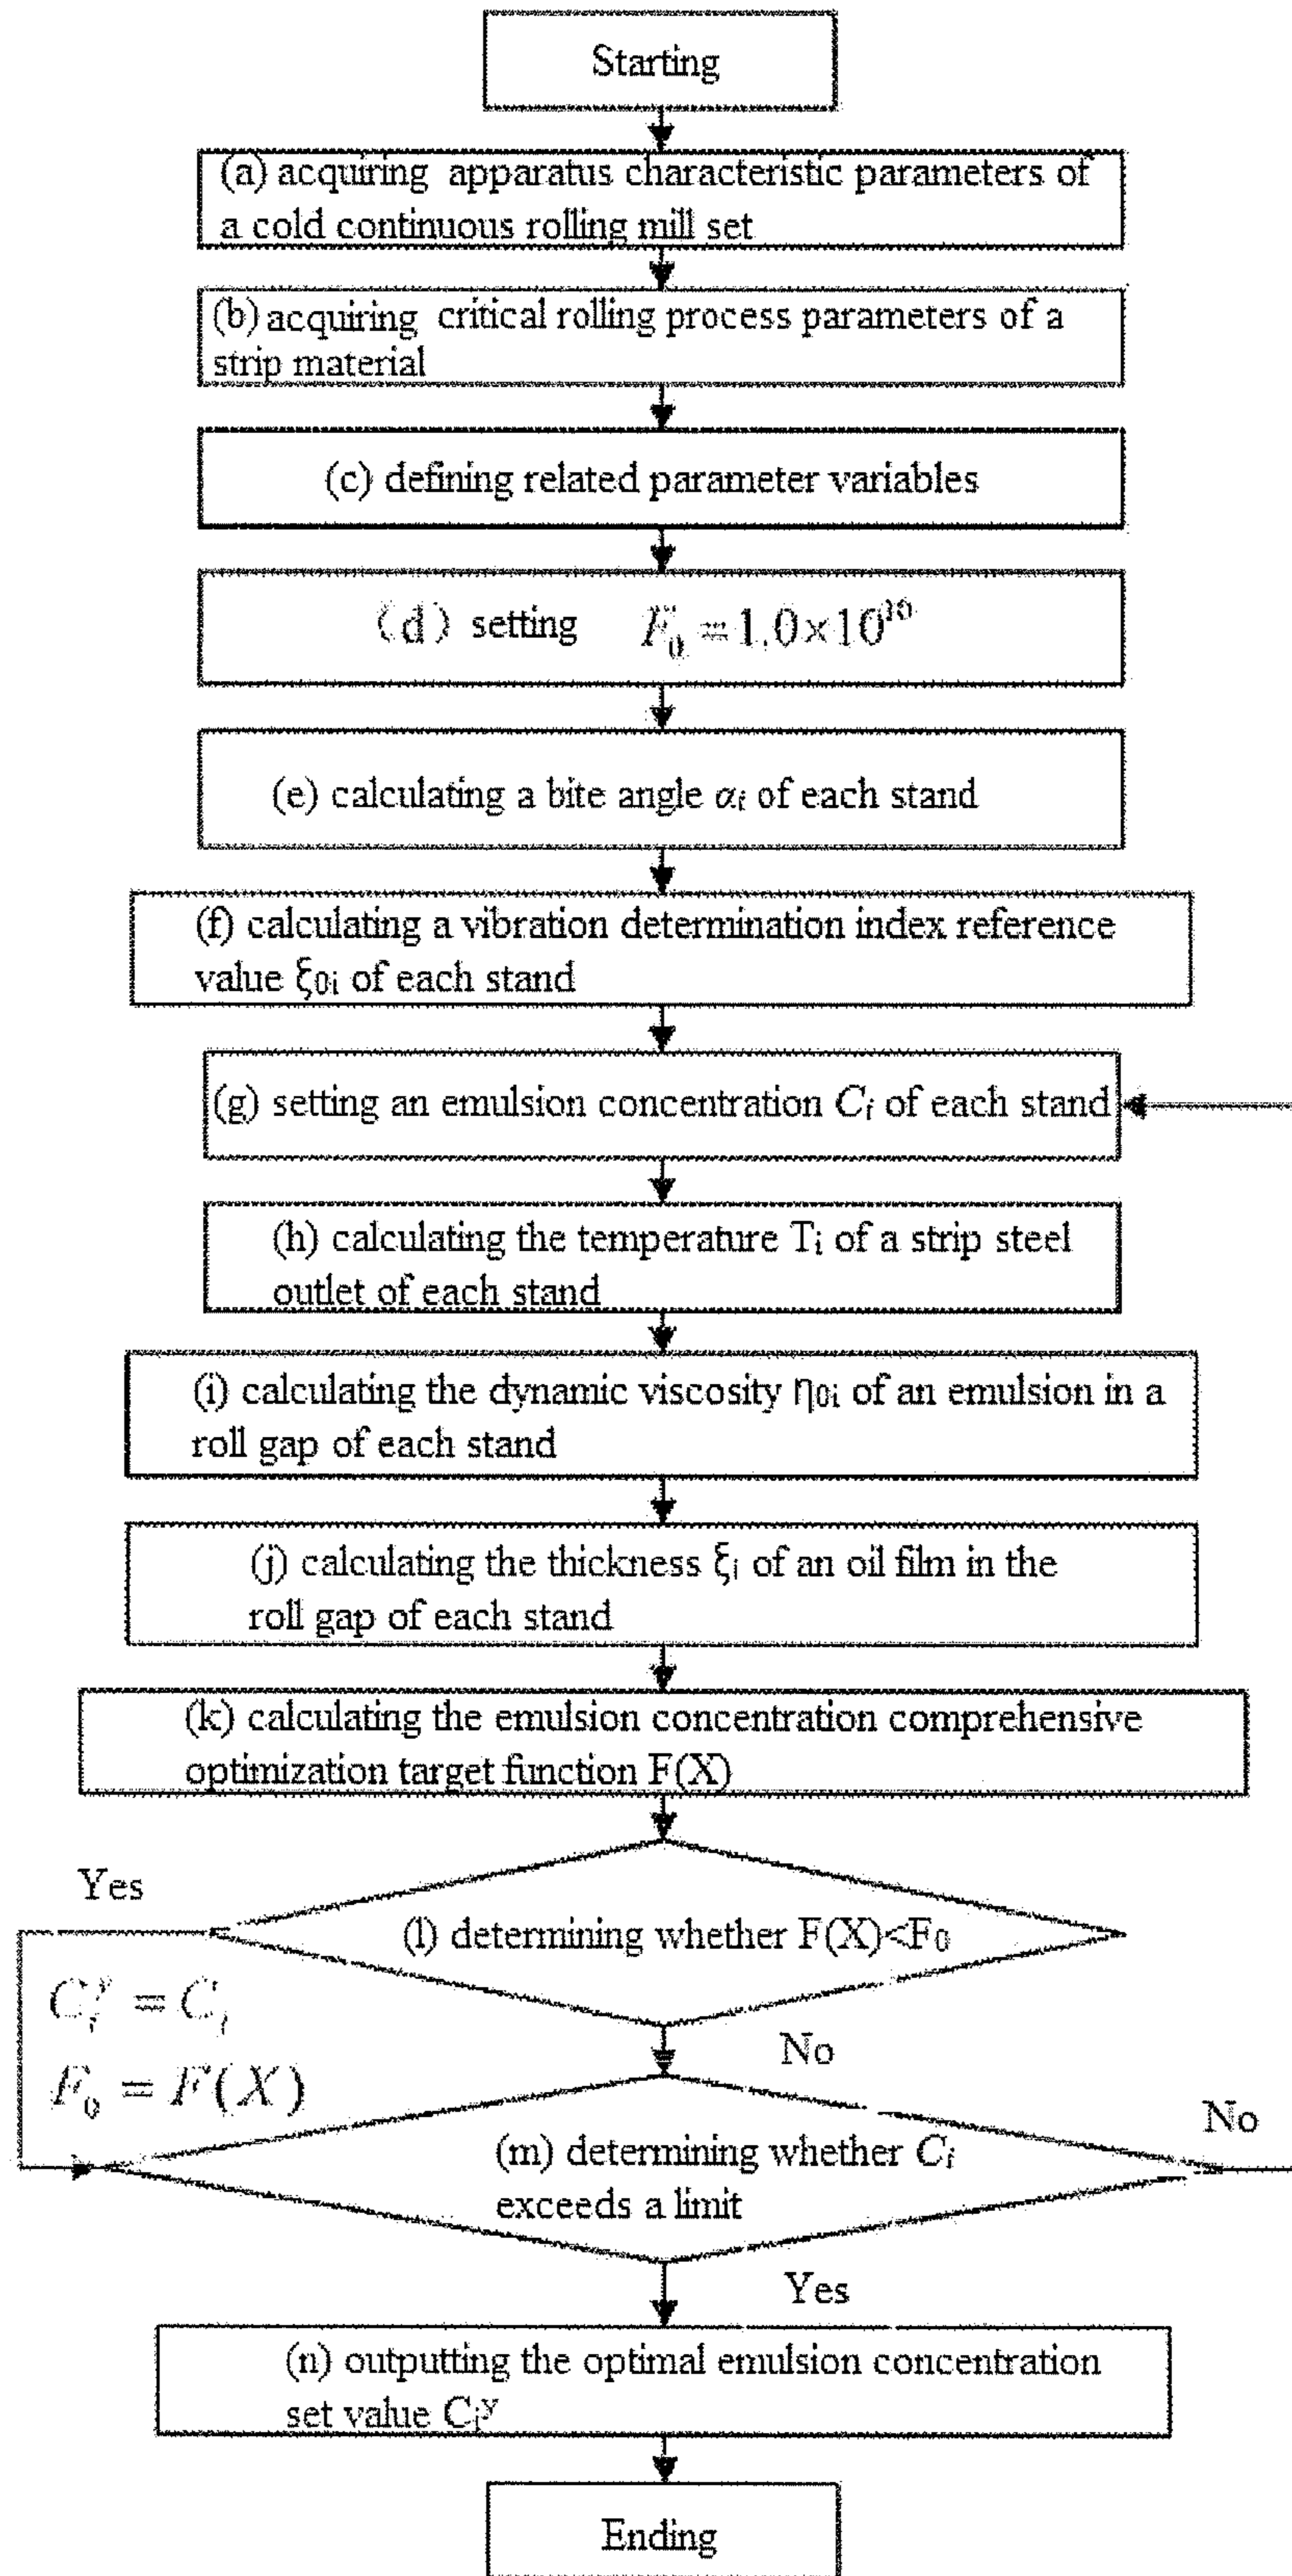 Starting
(a) acquiring apparatus characteristic parameters of
a cold continuous rolling mill set
(b) acquiring critical rolling process parameters of a
strip material
(c) defining related parameter variables
(d) setting F₀ = 1.0×10¹⁰
(e) calculating a bite angle αᵢ of each stand
(f) calculating a vibration determination index reference
value ξ₀ᵢ of each stand
(g) setting an emulsion concentration Cᵢ of each stand
(h) calculating the temperature Tᵢ of a strip steel
outlet of each stand
(i) calculating the dynamic viscosity η₀ᵢ of an emulsion in a
roll gap of each stand
(j) calculating the thickness ξᵢ of an oil film in the
roll gap of each stand
(k) calculating the emulsion concentration comprehensive
optimization target function F(X)
Yes
(l) determining whether F(X)<F₀
Cᵢʸ = Cᵢ
F₀ = F(X)
No
(m) determining whether Cᵢ
exceeds a limit
No
Yes
(n) outputting the optimal emulsion concentration
set value Cᵢʸ
Ending